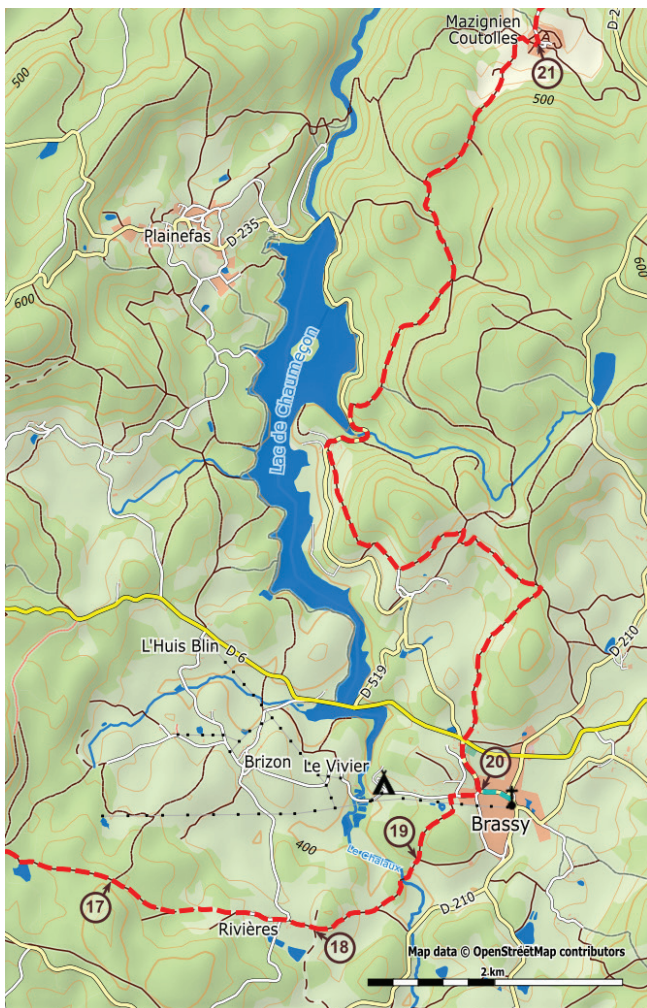 Mazignien
Coutolles
D-2
21
500
500
Plainefas
D-235
600
600
Lac de Chaumeçon
L'Huis Blin
D-6
D-519
D-210
Brizon
Le Vivier
20
Brassy
19
400
Le Chalaux
17
Rivières
18
D-210
Map data © OpenStreetMap contributors
2 km